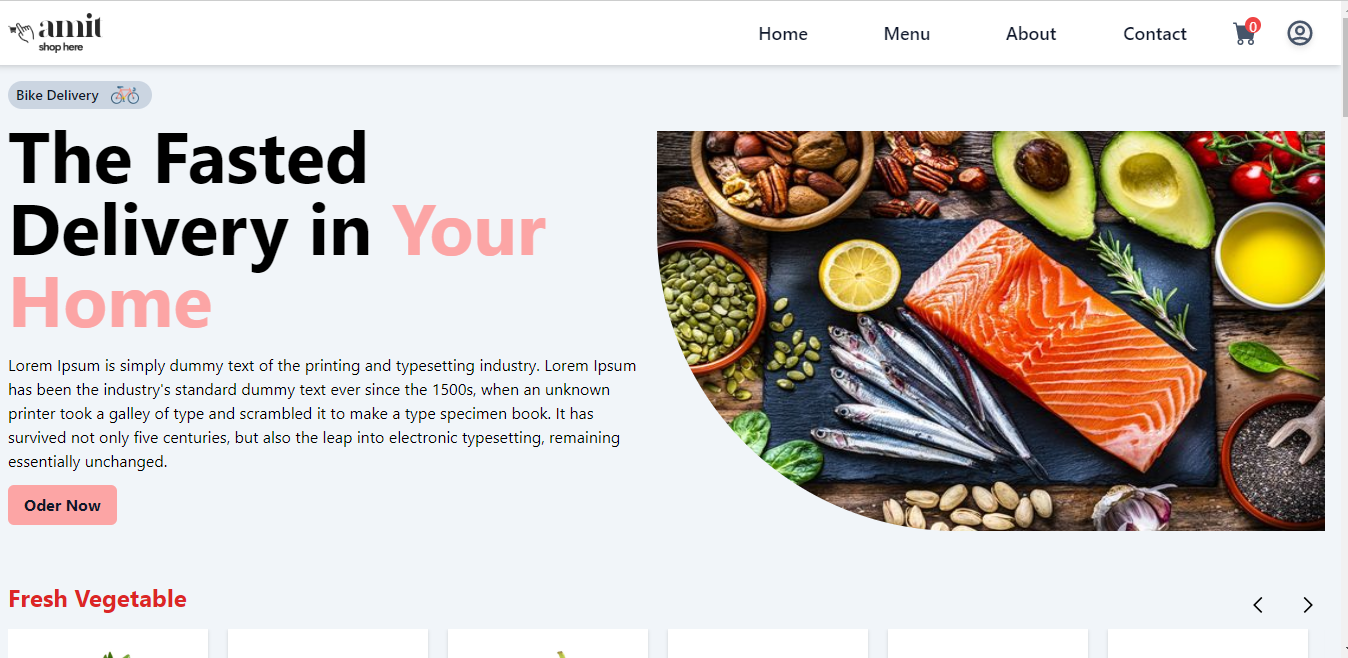 amit
shop here
Home
Menu
About
Contact
0
Bike Delivery
The Fasted
Delivery in Your
Home
Lorem Ipsum is simply dummy text of the printing and typesetting industry. Lorem Ipsum
has been the industry's standard dummy text ever since the 1500s, when an unknown
printer took a galley of type and scrambled it to make a type specimen book. It has
survived not only five centuries, but also the leap into electronic typesetting, remaining
essentially unchanged.
Oder Now
Fresh Vegetable